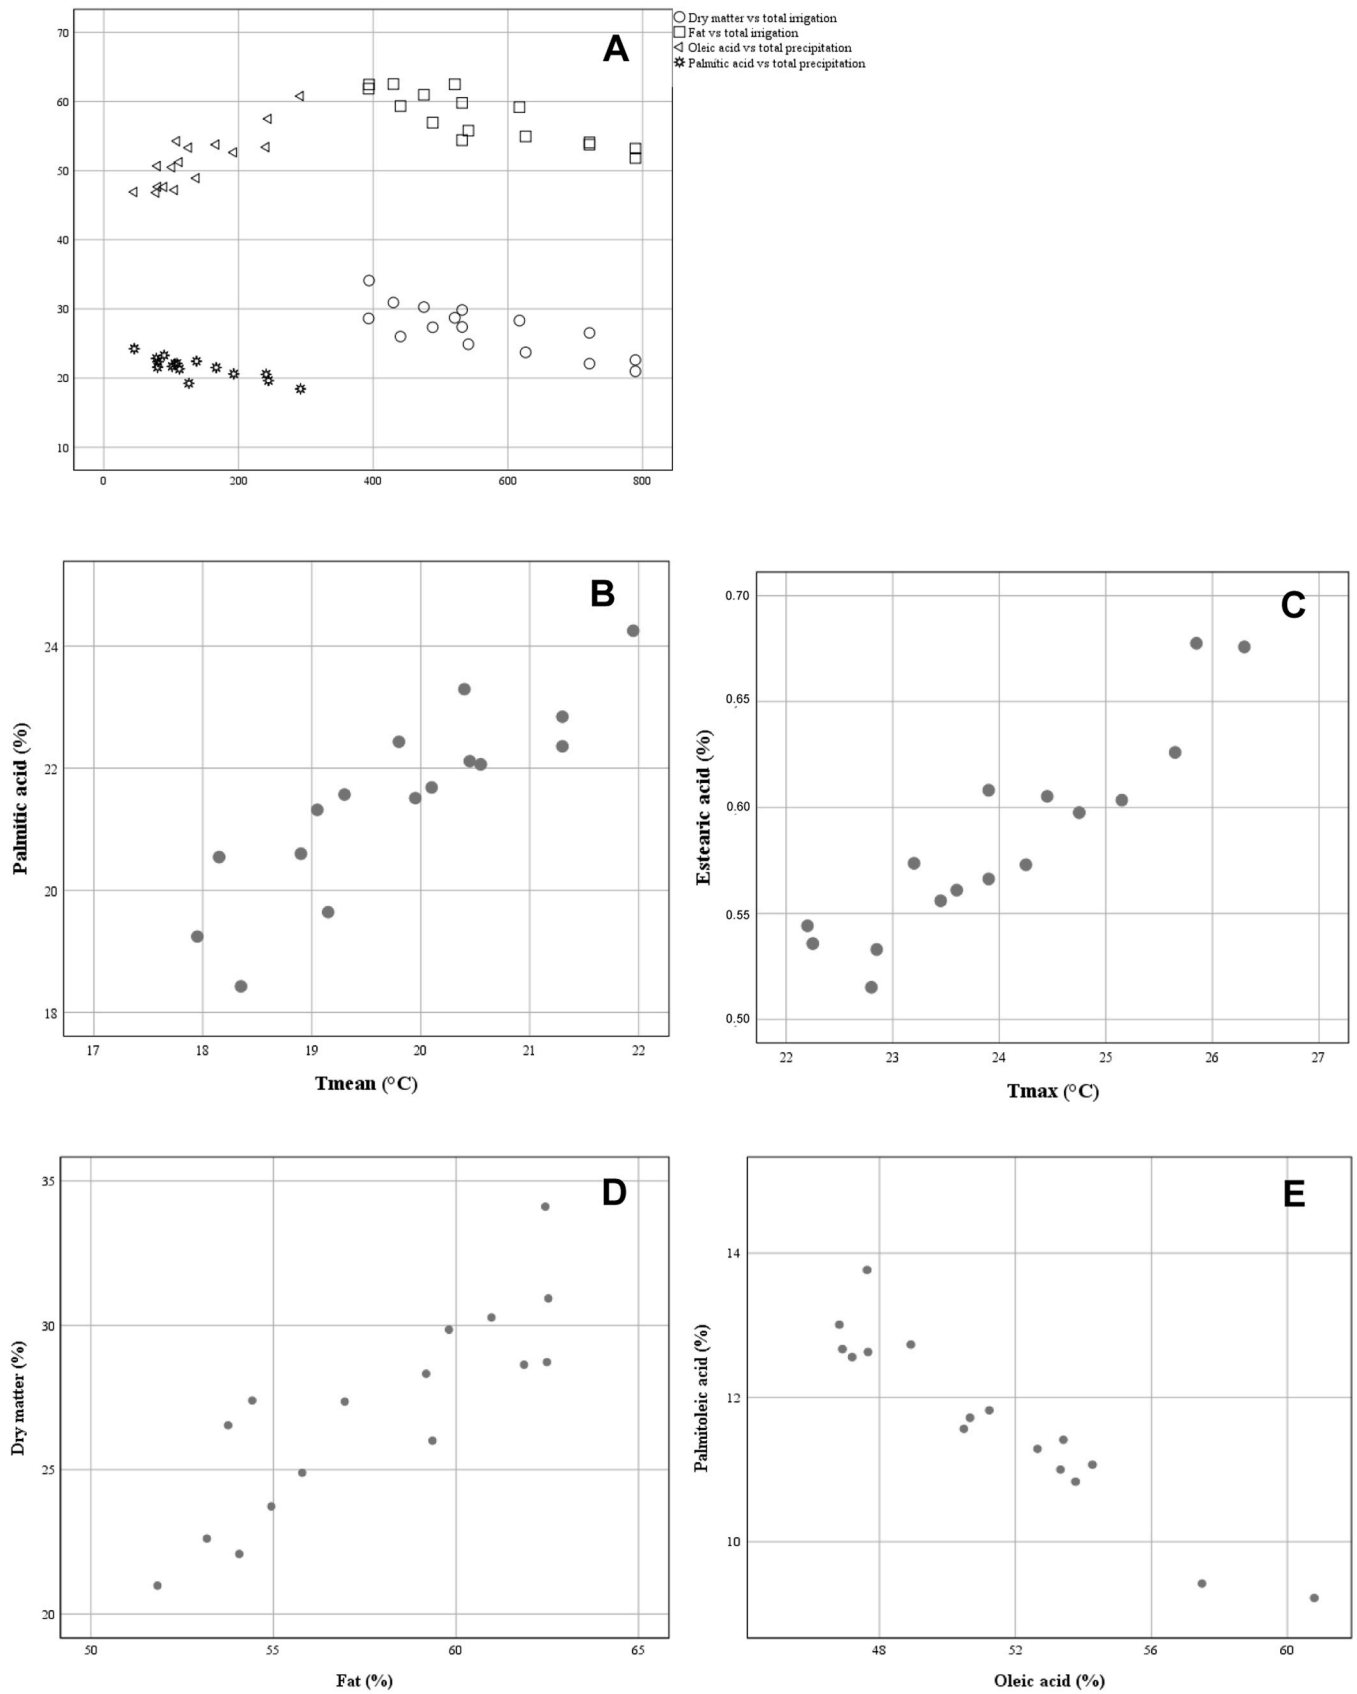 A
Dry matter vs total irrigation
Fat vs total irrigation
Oleic acid vs total precipitation
Palmitic acid vs total precipitation
70
60
50
40
30
20
10
0 200 400 600 800
B
Palmitic acid (%)
24
22
20
18
17 18 19 20 21 22
Tmean (°C)
C
Estearic acid (%)
0.70
0.65
0.60
0.55
0.50
22 23 24 25 26 27
Tmax (°C)
D
Dry matter (%)
35
30
25
20
50 55 60 65
Fat (%)
E
Palmitoleic acid (%)
14
12
10
48 52 56 60
Oleic acid (%)